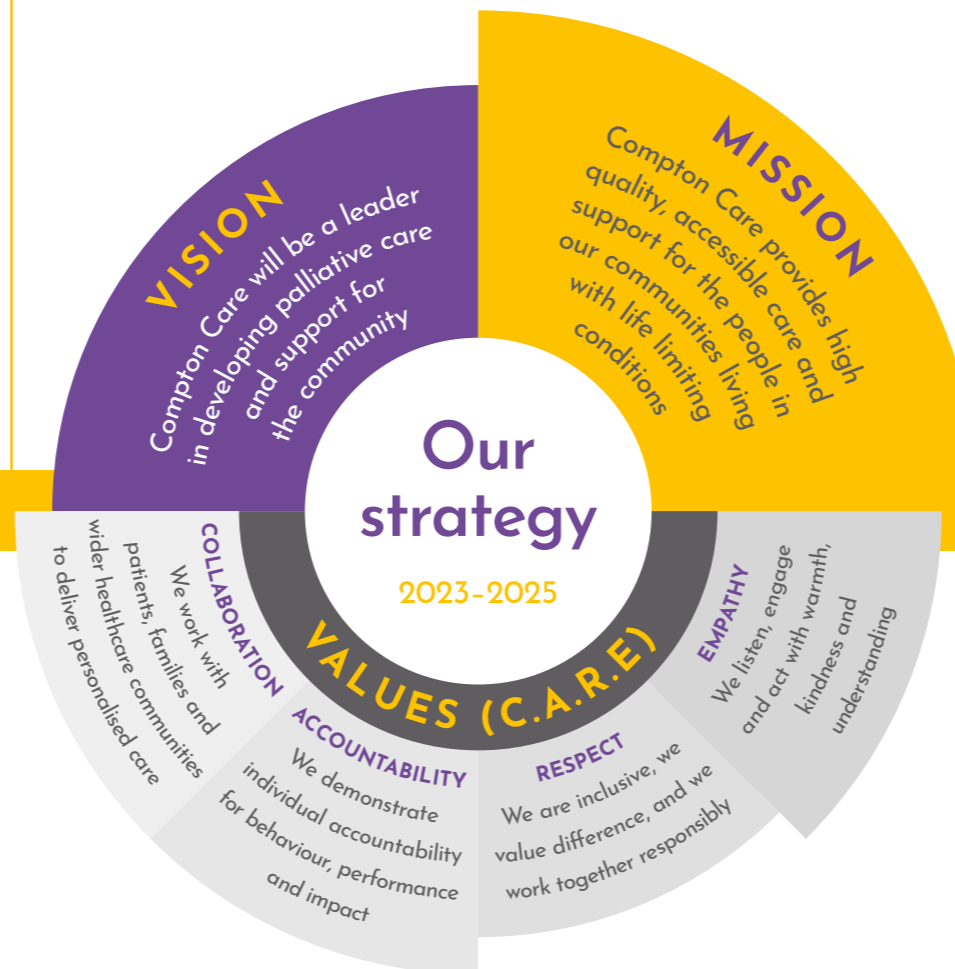 VISION
Compton Care will be a leader
in developing palliative care
and support for
the community
MISSION
Compton Care provides high
quality, accessible care and
support for the people in
our communities living
with life limiting
conditions
Our
strategy
2023–2025
VALUES (C.A.R.E)
COLLABORATION
We work with
patients, families and
wider healthcare communities
to deliver personalised care
ACCOUNTABILITY
We demonstrate
individual accountability
for behaviour, performance
and impact
RESPECT
We are inclusive, we
value difference, and we
work together responsibly
EMPATHY
We listen, engage
and act with warmth,
kindness and
understanding